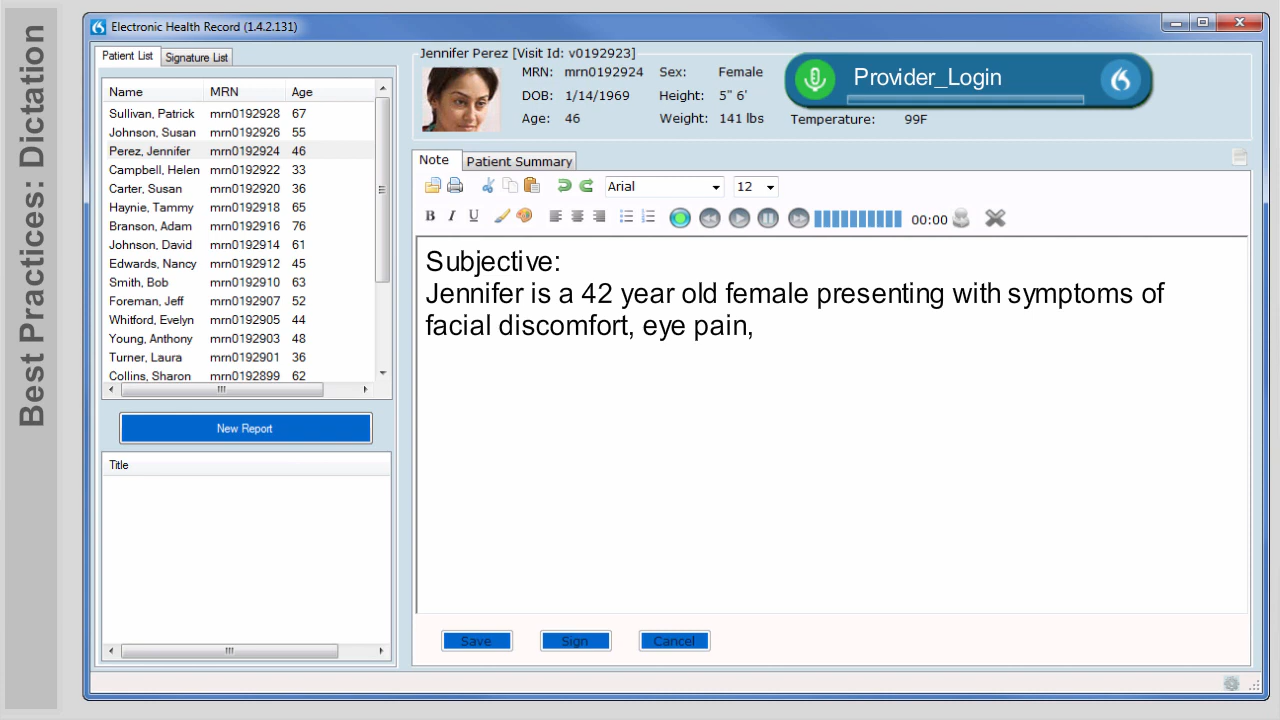 Best Practices: Dictation
Electronic Health Record (1.4.2.131)
Patient List
Signature List
Name MRN Age
Sullivan, Patrick mrn0192928 67
Johnson, Susan mrn0192926 55
Perez, Jennifer mrn0192924 46
Campbell, Helen mrn0192922 33
Carter, Susan mrn0192920 36
Haynie, Tammy mrn0192918 65
Branson, Adam mrn0192916 76
Johnson, David mrn0192914 61
Edwards, Nancy mrn0192912 45
Smith, Bob mrn0192910 63
Foreman, Jeff mrn0192907 52
Whitford, Evelyn mrn0192905 44
Young, Anthony mrn0192903 48
Turner, Laura mrn0192901 36
Collins, Sharon mrn0192899 62
New Report
Title
Jennifer Perez [Visit Id: v0192923]
MRN: mrn0192924 Sex: Female
DOB: 1/14/1969 Height: 5" 6'
Age: 46 Weight: 141 lbs Temperature: 99F
Provider_Login
Note
Patient Summary
Arial 12
B I U 00:00
Subjective:
Jennifer is a 42 year old female presenting with symptoms of
facial discomfort, eye pain,
Save Sign Cancel